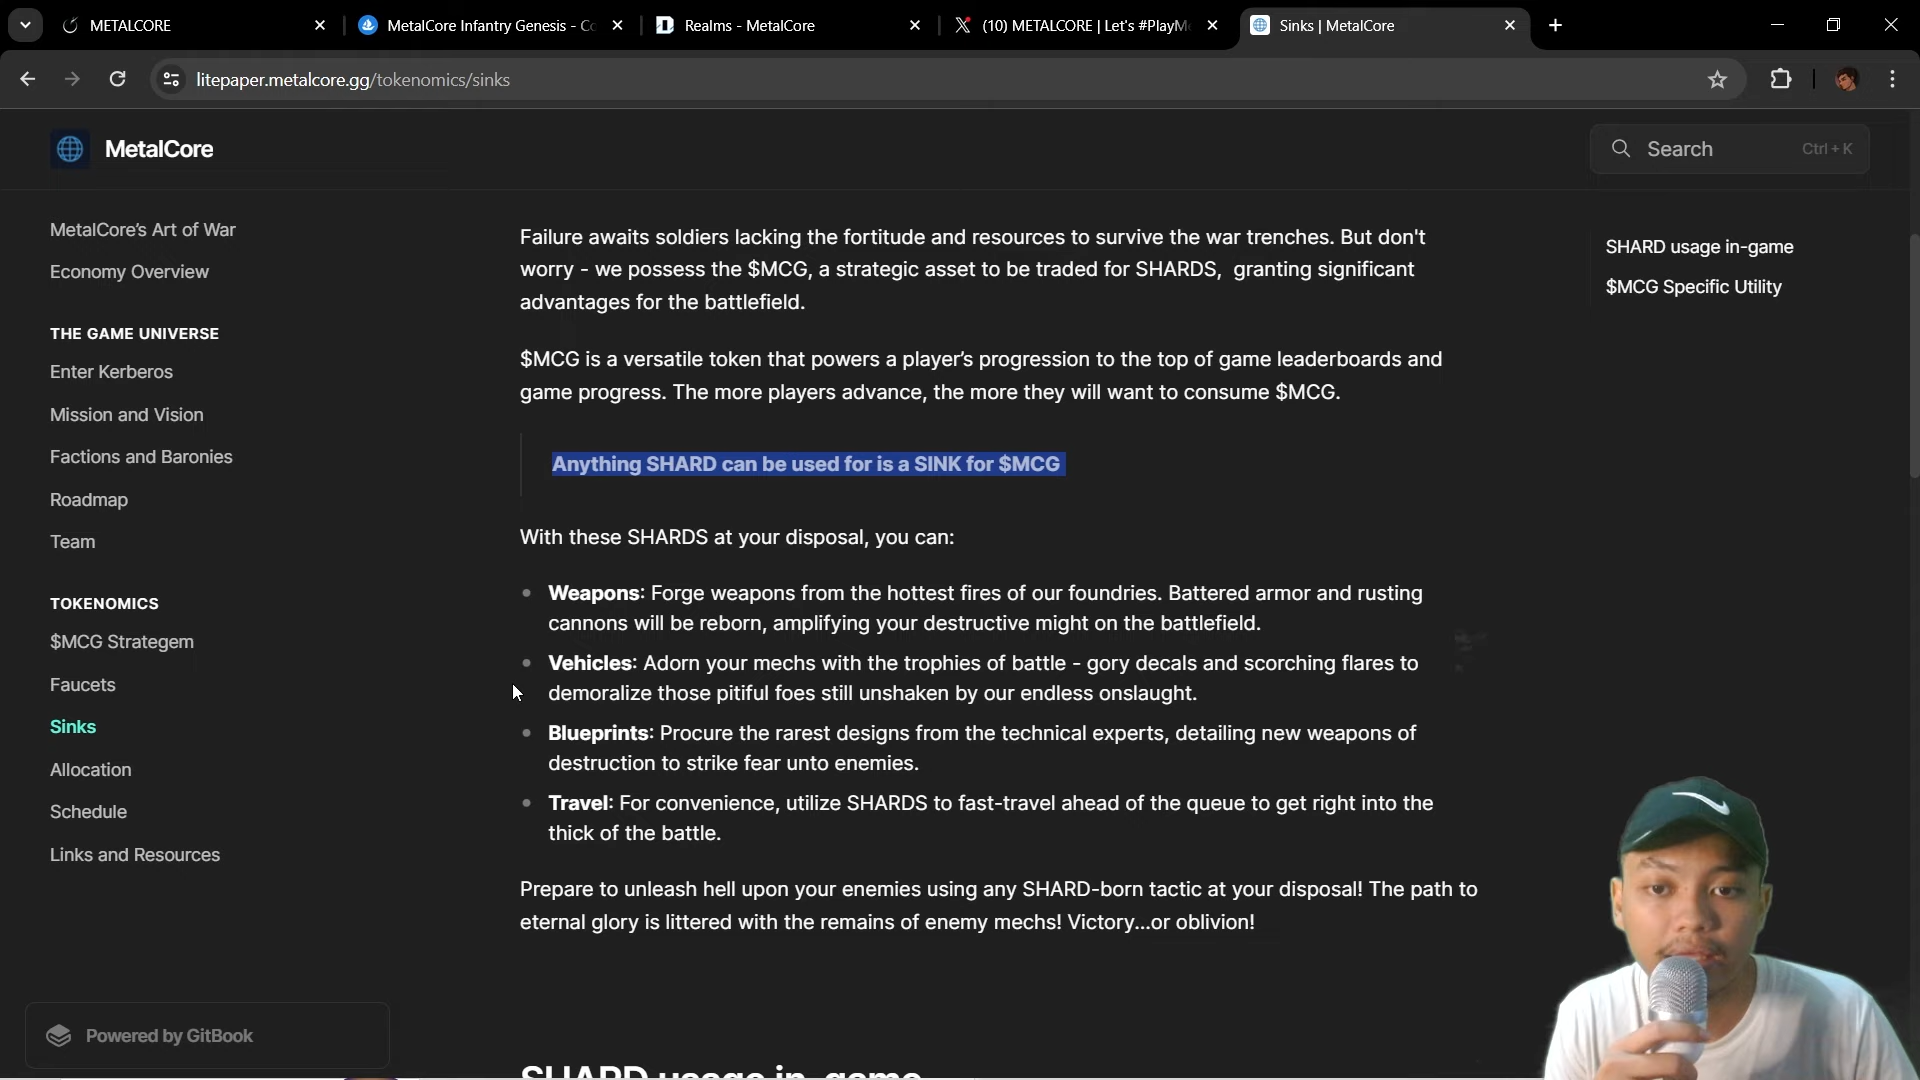 METALCORE
MetalCore Infantry Genesis - Co
Realms - MetalCore
(10) METALCORE | Let's #PlayMe
Sinks | MetalCore
litepaper.metalcore.gg/tokenomics/sinks
MetalCore
Search
Ctrl + K
MetalCore's Art of War
Economy Overview
THE GAME UNIVERSE
Enter Kerberos
Mission and Vision
Factions and Baronies
Roadmap
Team
TOKENOMICS
$MCG Strategem
Faucets
Sinks
Allocation
Schedule
Links and Resources
Powered by GitBook
Failure awaits soldiers lacking the fortitude and resources to survive the war trenches. But don't
worry - we possess the $MCG, a strategic asset to be traded for SHARDS, granting significant
advantages for the battlefield.
$MCG is a versatile token that powers a player's progression to the top of game leaderboards and
game progress. The more players advance, the more they will want to consume $MCG.
Anything SHARD can be used for is a SINK for $MCG
With these SHARDS at your disposal, you can:
Weapons: Forge weapons from the hottest fires of our foundries. Battered armor and rusting
cannons will be reborn, amplifying your destructive might on the battlefield.
Vehicles: Adorn your mechs with the trophies of battle - gory decals and scorching flares to
demoralize those pitiful foes still unshaken by our endless onslaught.
Blueprints: Procure the rarest designs from the technical experts, detailing new weapons of
destruction to strike fear unto enemies.
Travel: For convenience, utilize SHARDS to fast-travel ahead of the queue to get right into the
thick of the battle.
Prepare to unleash hell upon your enemies using any SHARD-born tactic at your disposal! The path to
eternal glory is littered with the remains of enemy mechs! Victory...or oblivion!
SHARD usage in-game
SHARD usage in-game
$MCG Specific Utility